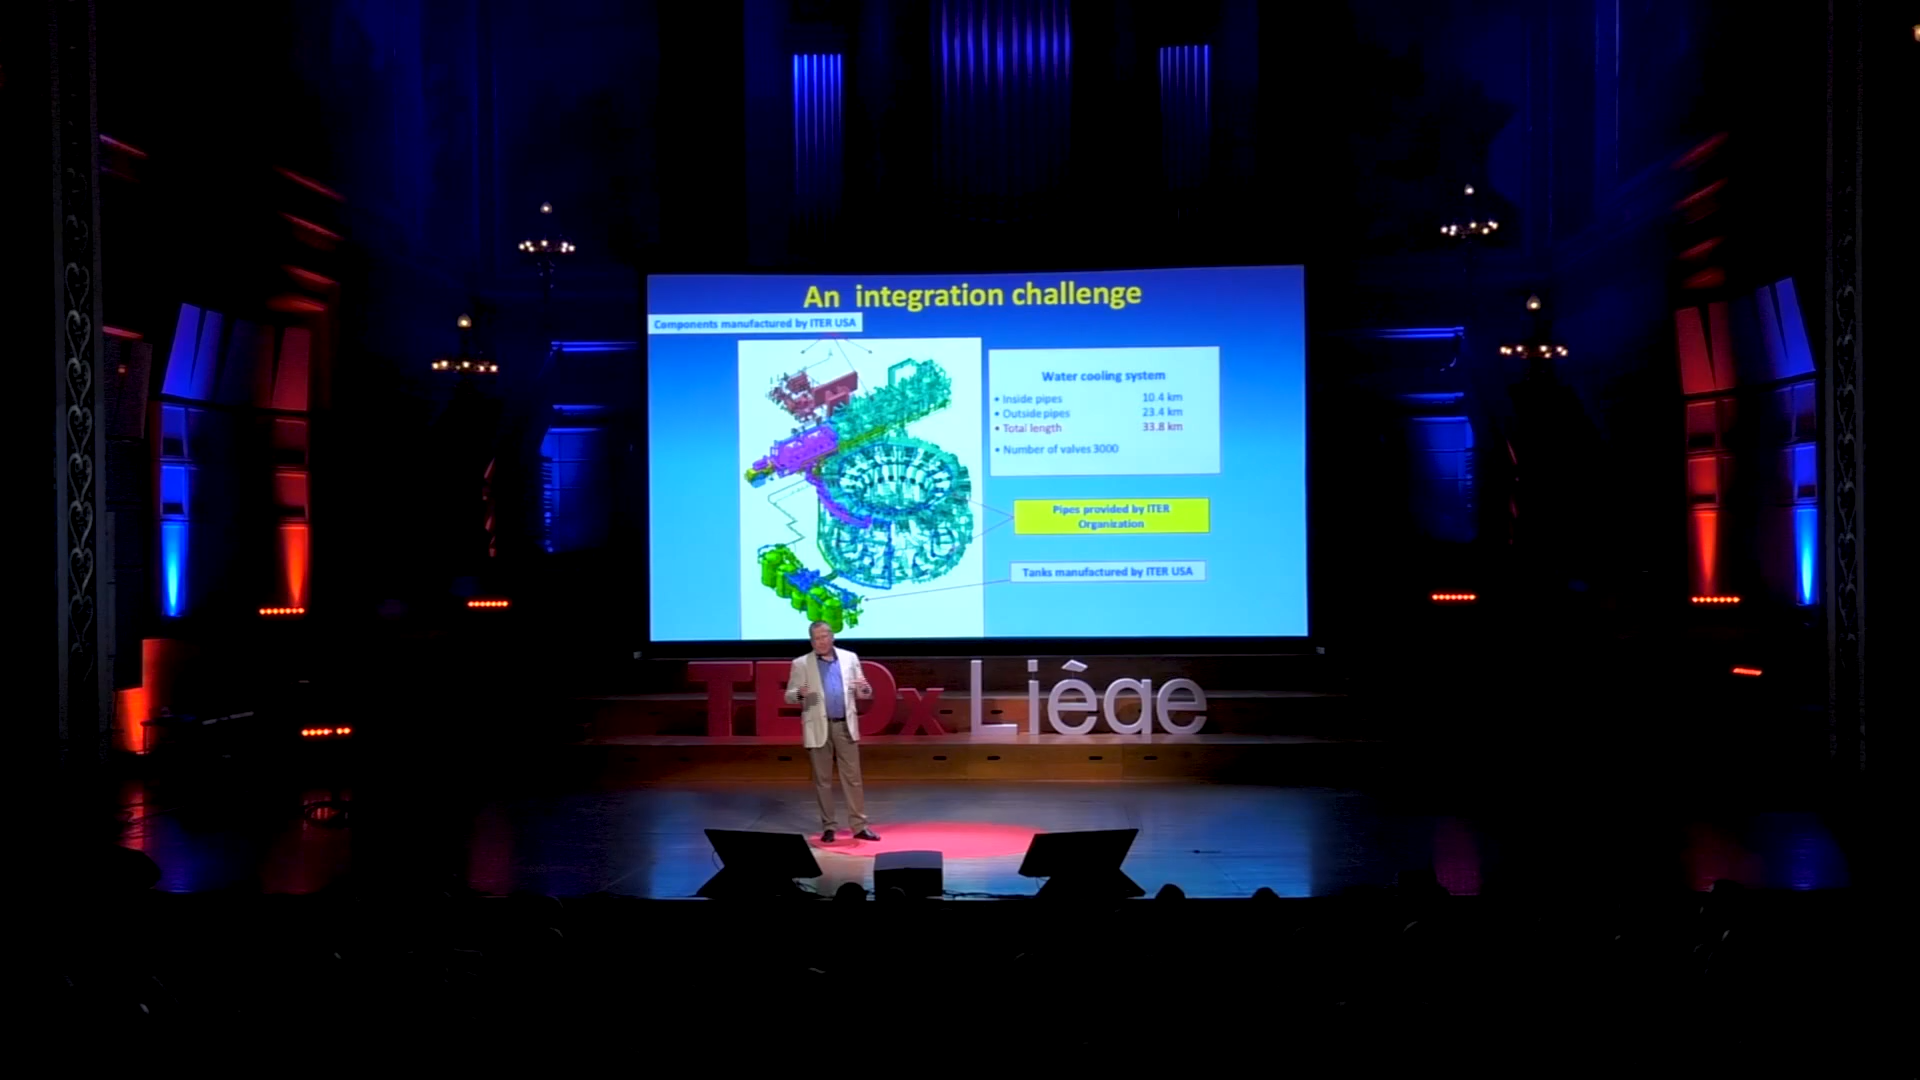 An integration challenge
Components manufactured by ITER USA
Water cooling system
• Inside pipes 10.4 km
• Outside pipes 23.4 km
• Total length 33.8 km
• Number of valves 3000
Pipes provided by ITER
Organization
Tanks manufactured by ITER USA
TEDx Liège